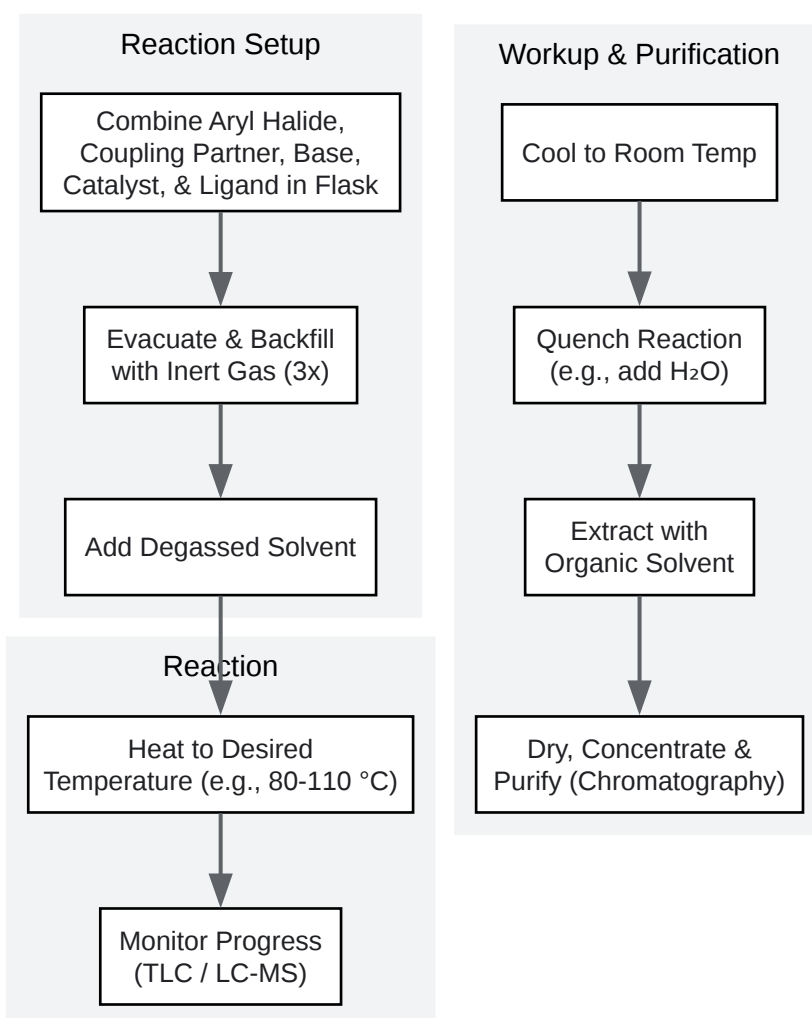 Reaction Setup
Combine Aryl Halide,
Coupling Partner, Base,
Catalyst, & Ligand in Flask
Evacuate & Backfill
with Inert Gas (3x)
Add Degassed Solvent
Reaction
Heat to Desired
Temperature (e.g., 80-110 °C)
Monitor Progress
(TLC / LC-MS)
Workup & Purification
Cool to Room Temp
Quench Reaction
(e.g., add H₂O)
Extract with
Organic Solvent
Dry, Concentrate &
Purify (Chromatography)